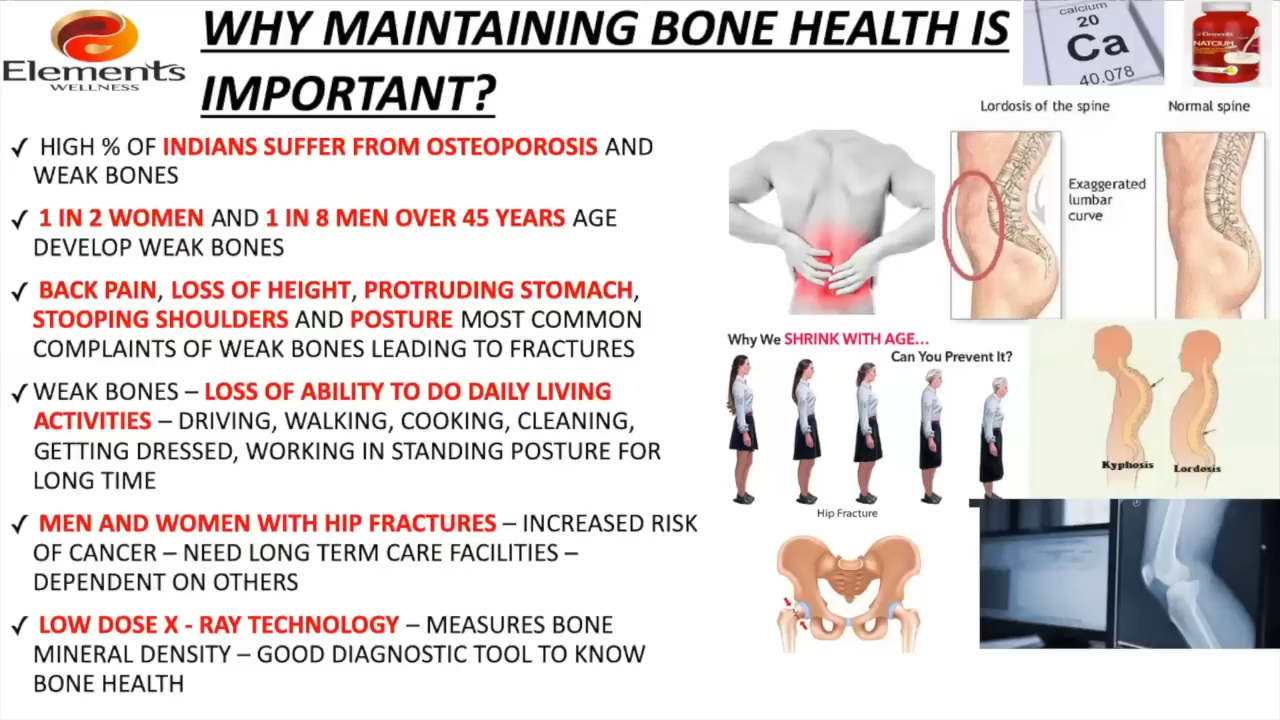 Elements
WELLNESS
WHY MAINTAINING BONE HEALTH IS
IMPORTANT?
✓ HIGH % OF INDIANS SUFFER FROM OSTEOPOROSIS AND
WEAK BONES
✓ 1 IN 2 WOMEN AND 1 IN 8 MEN OVER 45 YEARS AGE
DEVELOP WEAK BONES
✓ BACK PAIN, LOSS OF HEIGHT, PROTRUDING STOMACH,
STOOPING SHOULDERS AND POSTURE MOST COMMON
COMPLAINTS OF WEAK BONES LEADING TO FRACTURES
✓ WEAK BONES – LOSS OF ABILITY TO DO DAILY LIVING
ACTIVITIES – DRIVING, WALKING, COOKING, CLEANING,
GETTING DRESSED, WORKING IN STANDING POSTURE FOR
LONG TIME
✓ MEN AND WOMEN WITH HIP FRACTURES – INCREASED RISK
OF CANCER – NEED LONG TERM CARE FACILITIES –
DEPENDENT ON OTHERS
✓ LOW DOSE X - RAY TECHNOLOGY – MEASURES BONE
MINERAL DENSITY – GOOD DIAGNOSTIC TOOL TO KNOW
BONE HEALTH
calcium
20
Ca
40.078
Elements
NATCIUM
Lordosis of the spine
Normal spine
Exaggerated
lumbar
curve
Why We SHRINK WITH AGE...
Can You Prevent It?
Kyphosis
Lordosis
Hip Fracture